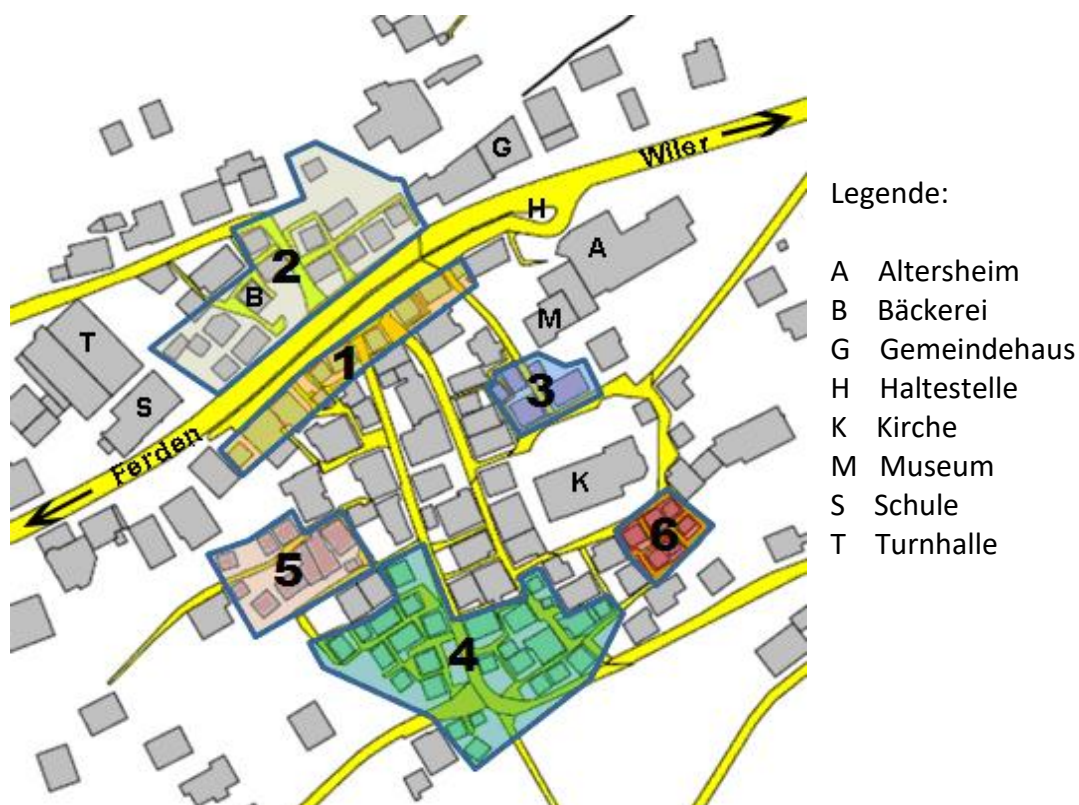 G
Wiler
H
A
2
B
M
1
T
3
S
Ferden
K
6
5
4
Legende:
A Altersheim
B Bäckerei
G Gemeindehaus
H Haltestelle
K Kirche
M Museum
S Schule
T Turnhalle